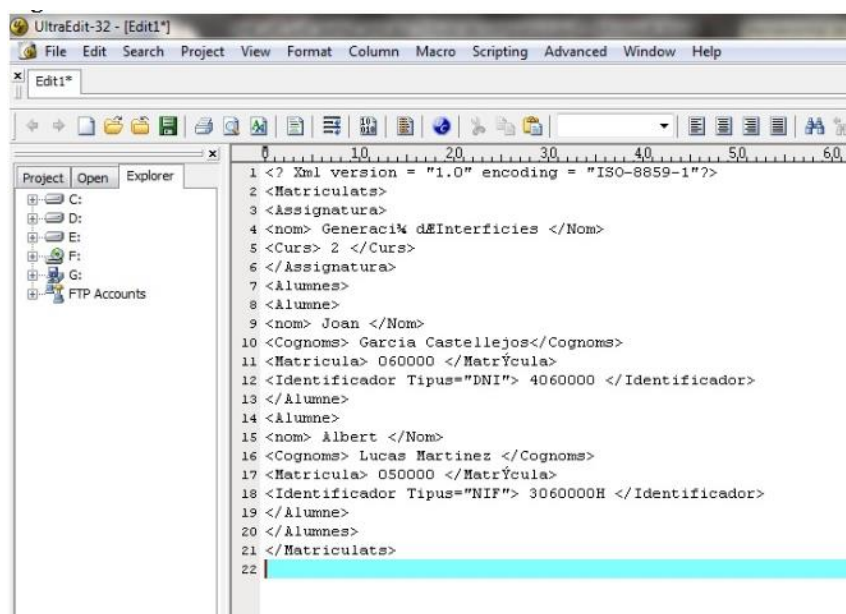 UltraEdit-32 - [Edit1*]
File Edit Search Project View Format Column Macro Scripting Advanced Window Help
Edit1*
Project Open Explorer
C:
D:
E:
F:
G:
FTP Accounts
0 10 20 30 40 50 60
1 <? Xml version = "1.0" encoding = "ISO-8859-1"?>
2 <Matriculats>
3 <Assignatura>
4 <nom> Generaci¾ dÆInterficies </Nom>
5 <Curs> 2 </Curs>
6 </Assignatura>
7 <Alumnes>
8 <Alumne>
9 <nom> Joan </Nom>
10 <Cognoms> Garcia Castellejos</Cognoms>
11 <Matricula> 060000 </MatrÝcula>
12 <Identificador Tipus="DNI"> 4060000 </Identificador>
13 </Alumne>
14 <Alumne>
15 <nom> Albert </Nom>
16 <Cognoms> Lucas Martinez </Cognoms>
17 <Matricula> 050000 </MatrÝcula>
18 <Identificador Tipus="NIF"> 3060000H </Identificador>
19 </Alumne>
20 </Alumnes>
21 </Matriculats>
22